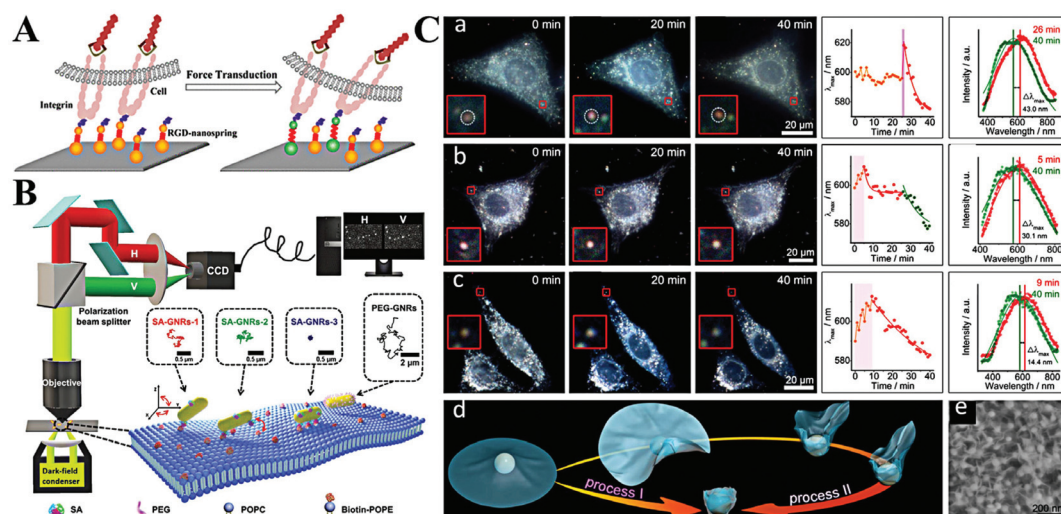 A
Force Transduction
Integrin
Cell
RGD-nanospring
B
H
V
CCD
H V
Polarization
beam splitter
SA-GNRs-1
0.5 μm
SA-GNRs-2
0.5 μm
SA-GNRs-3
0.5 μm
PEG-GNRs
2 μm
Objective
Dark-field
condenser
SA
PEG
POPC
Biotin-POPE
C
a
0 min
20 min
40 min
20 μm
λmax / nm
620
600
580
0 10 20 30 40
Time / min
Intensity / a.u.
26 min
40 min
Δλmax
43.0 nm
400 500 600 700 800
Wavelength / nm
b
0 min
20 min
40 min
20 μm
λmax / nm
600
580
0 10 20 30 40
Time / min
Intensity / a.u.
5 min
40 min
Δλmax
30.1 nm
400 500 600 700 800
Wavelength / nm
c
0 min
20 min
40 min
20 μm
λmax / nm
620
600
580
0 10 20 30 40
Time / min
Intensity / a.u.
9 min
40 min
Δλmax
14.4 nm
400 500 600 700 800
Wavelength / nm
d
process I
process II
e
200 nm